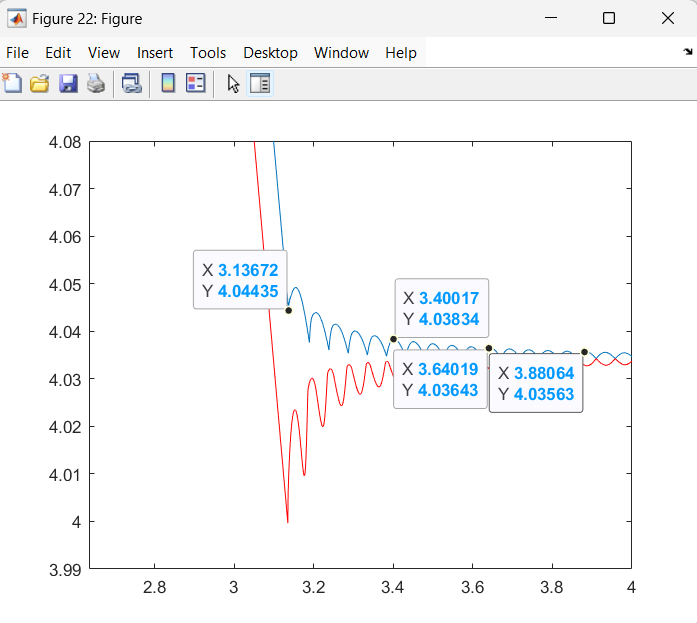 Figure 22: Figure
File Edit View Insert Tools Desktop Window Help
4.08
4.07
4.06
4.05
4.04
4.03
4.02
4.01
4
3.99
X 3.13672
Y 4.04435
X 3.40017
Y 4.03834
X 3.64019
Y 4.03643
X 3.88064
Y 4.03563
2.8 3 3.2 3.4 3.6 3.8 4